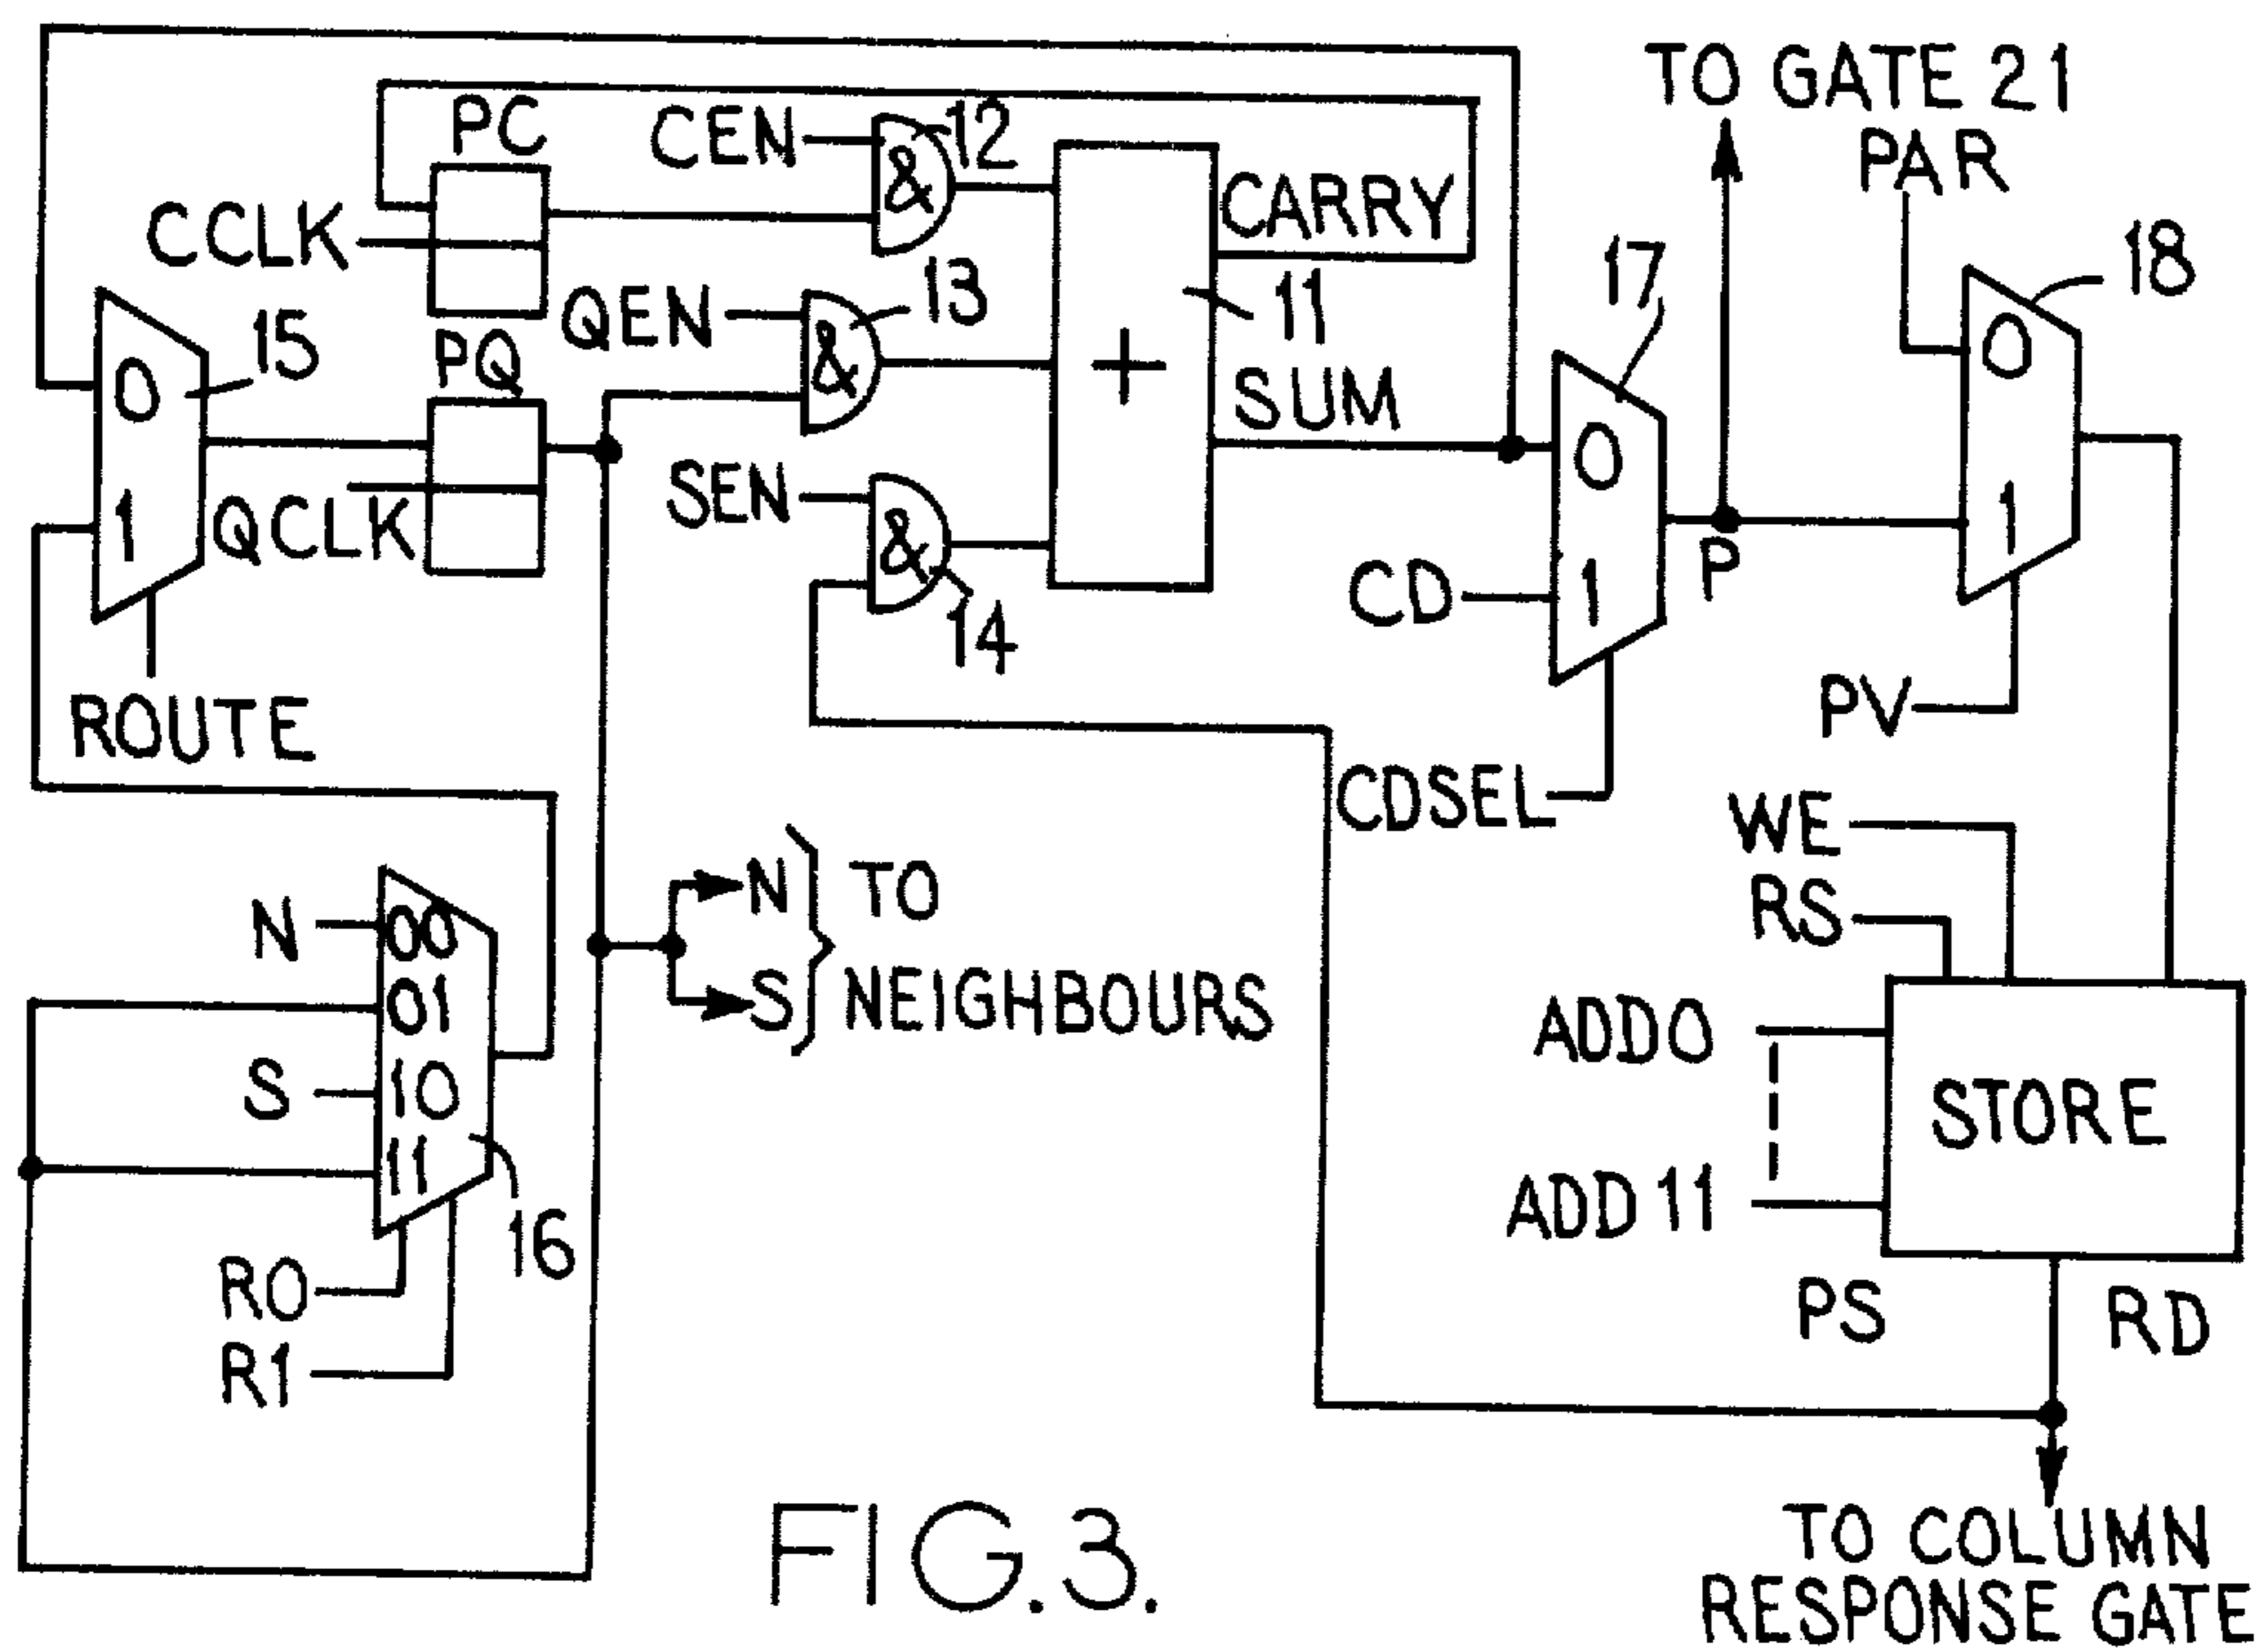 TO GATE 21
PC
CEN
&
12
PAR
CCLK
CARRY
17
18
QEN
&
13
11
15
0
PQ
+
SUM
0
0
1
QCLK
SEN
&
14
CD
1
P
1
ROUTE
PV
CDSEL
WE
RS
N
00
01
S
10
11
16
N
S
TO
NEIGHBOURS
ADD0
STORE
ADD 11
R0
R1
PS
RD
FIG.3.
TO COLUMN
RESPONSE GATE